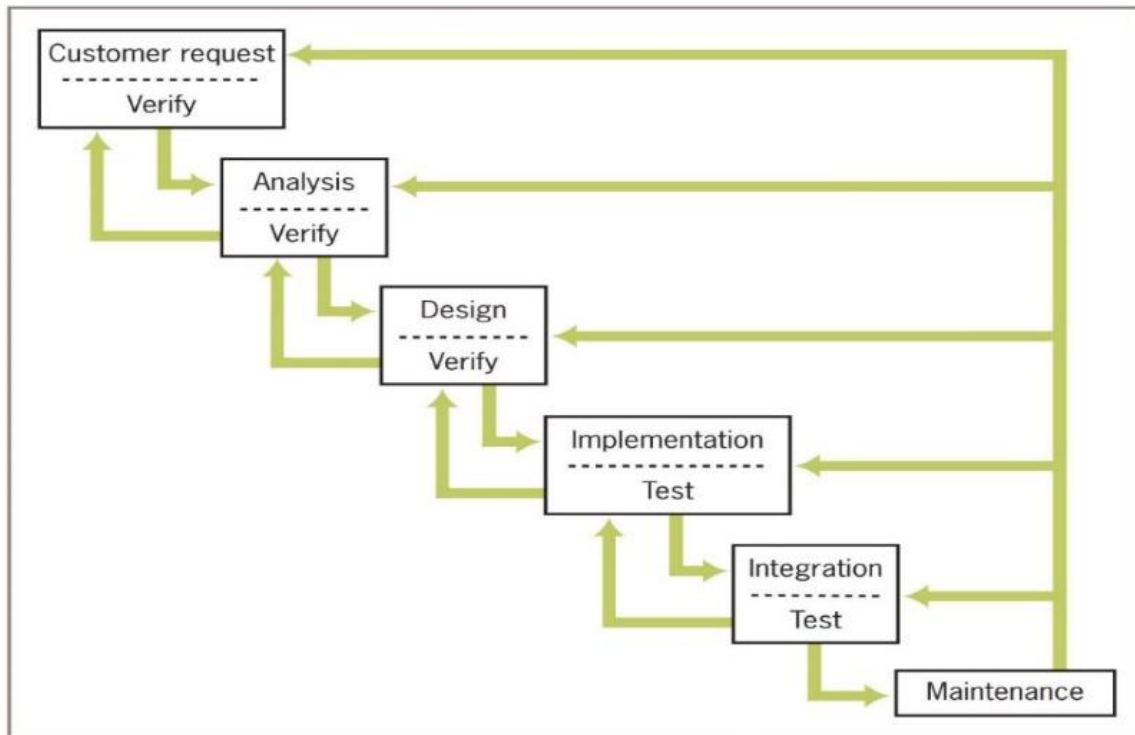 Customer request
Verify
Analysis
Verify
Design
Verify
Implementation
Test
Integration
Test
Maintenance